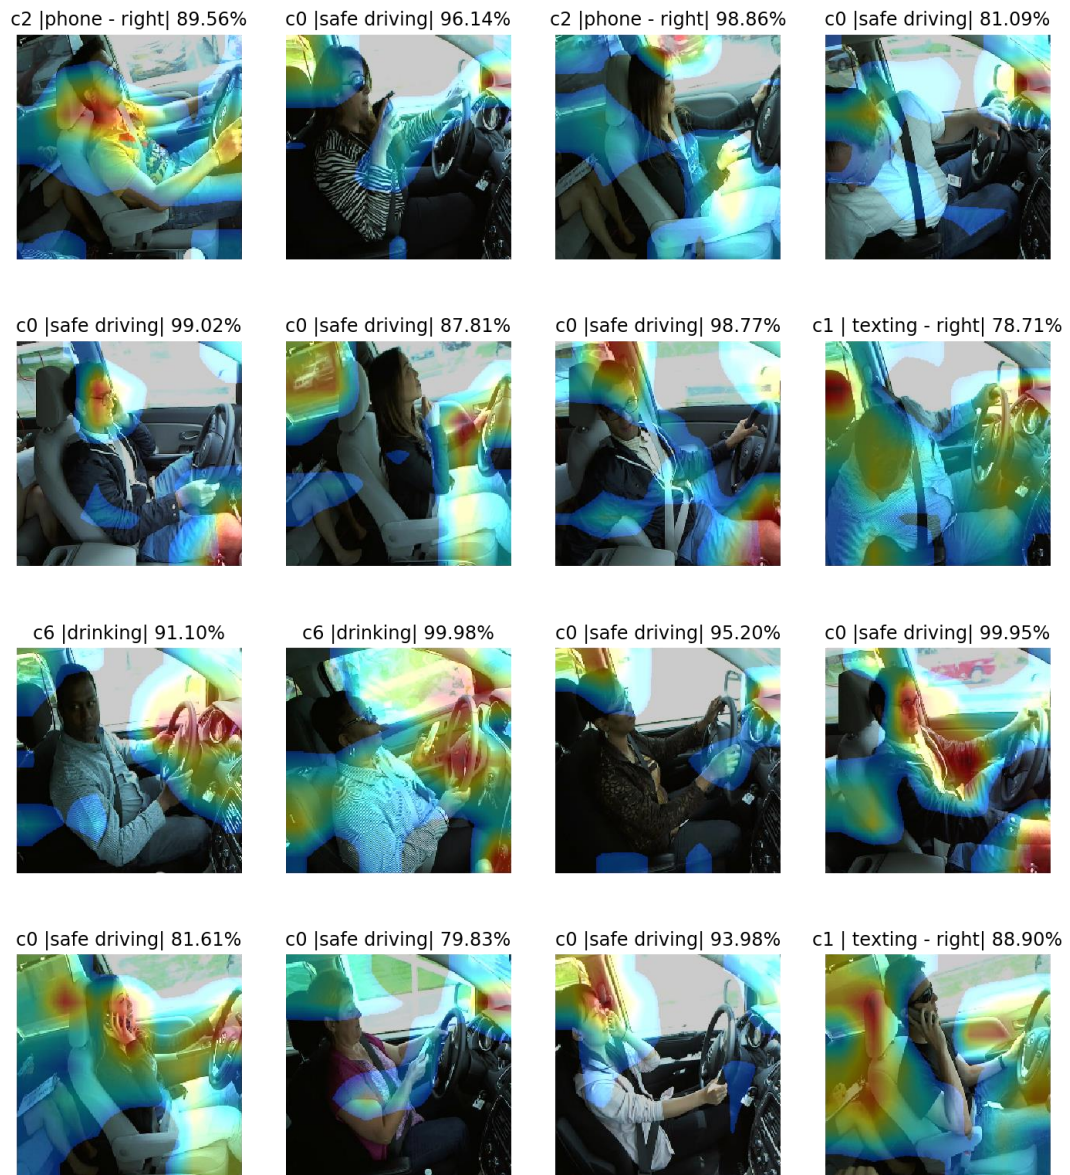 c2 |phone - right| 89.56%
c0 |safe driving| 96.14%
c2 |phone - right| 98.86%
c0 |safe driving| 81.09%
c0 |safe driving| 99.02%
c0 |safe driving| 87.81%
c0 |safe driving| 98.77%
c1 | texting - right| 78.71%
c6 |drinking| 91.10%
c6 |drinking| 99.98%
c0 |safe driving| 95.20%
c0 |safe driving| 99.95%
c0 |safe driving| 81.61%
c0 |safe driving| 79.83%
c0 |safe driving| 93.98%
c1 | texting - right| 88.90%